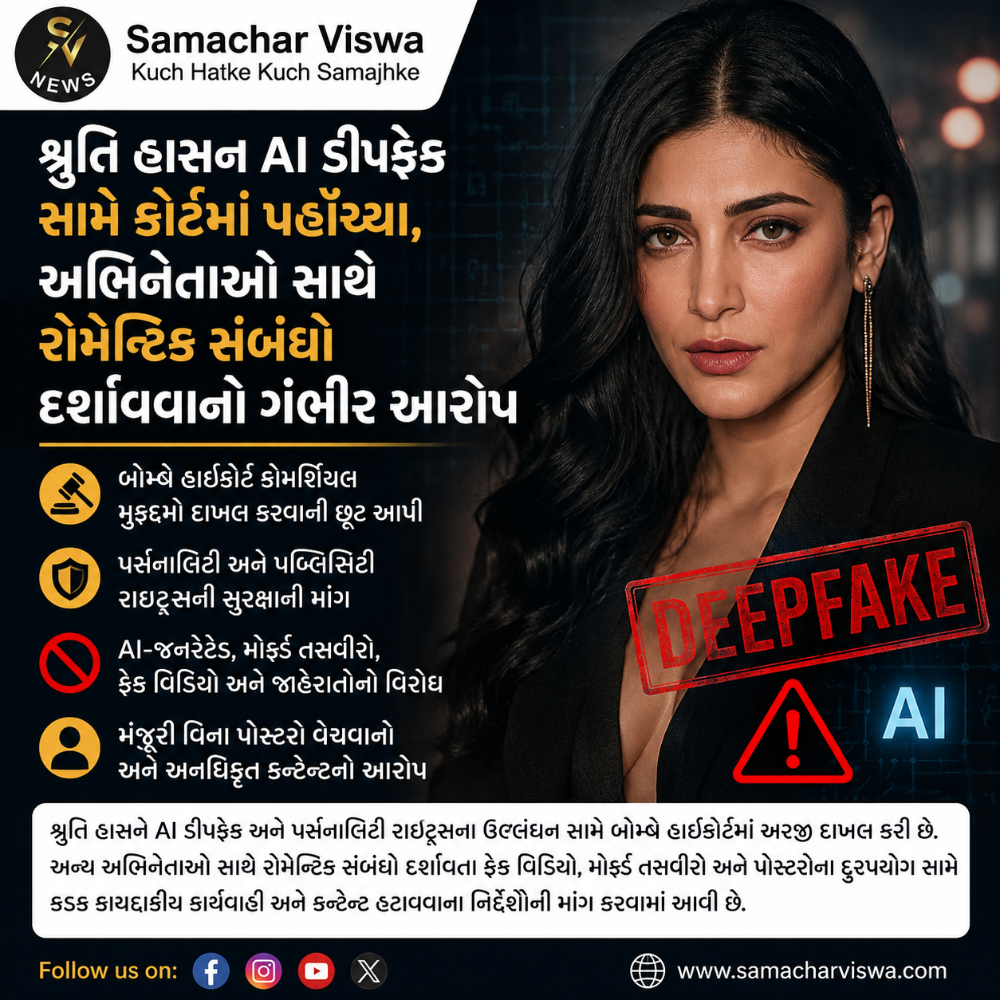 SV
NEWS
Samachar Viswa
Kuch Hatke Kuch Samajhke
શ્રુતિ હાસન AI ડીપફેક
સામે કોર્ટમાં પહોંચ્યા,
અભિનેતાઓ સાથે
રોમેન્ટિક સંબંધો
દર્શાવવાનો ગંભીર આરોપ
બોમ્બે હાઈકોર્ટ કોમર્શિયલ
મુફદ્દમો દાખલ કરવાની છૂટ આપી
પર્સનાલિટી અને પબ્લિસિટી
રાઇટ્સની સુરક્ષાની માંગ
AI-જનરેટેડ, મોર્ફ્ડ તસવીરો,
ફેક વિડિયો અને જાહેરાતોનો વિરોધ
મંજૂરી વિના પોસ્ટરો વેચવાનો
અને અનધિકૃત કન્ટેન્ટનો આરોપ
DEEPFAKE
AI
શ્રુતિ હાસને AI ડીપફેક અને પર્સનાલિટી રાઇટ્સના ઉલ્લંઘન સામે બોમ્બે હાઈકોર્ટમાં અરજી દાખલ કરી છે.
અન્ય અભિનેતાઓ સાથે રોમેન્ટિક સંબંધો દર્શાવતા ફેક વિડિયો, મોર્ફ્ડ તસવીરો અને પોસ્ટરોના દુરપયોગ સામે
કડક કાયદ્દાકીય કાર્યવાહી અને કન્ટેન્ટ હટાવવાના નિર્દેશોની માંગ કરવામાં આવી છે.
Follow us on:
www.samacharviswa.com